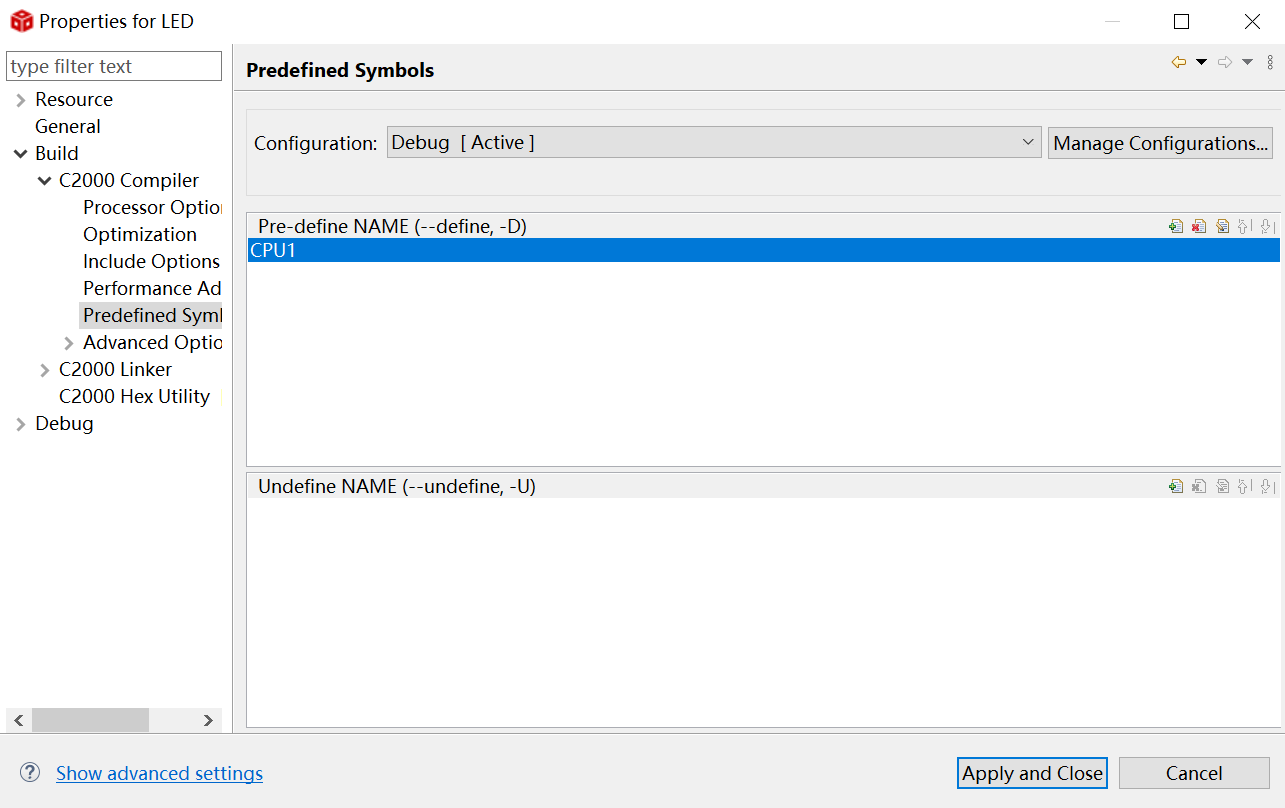 Properties for LED
type filter text
Resource
General
Build
C2000 Compiler
Processor Optio
Optimization
Include Options
Performance Ad
Predefined Syml
Advanced Optio
C2000 Linker
C2000 Hex Utility
Debug
Predefined Symbols
Configuration: Debug [ Active ] Manage Configurations...
Pre-define NAME (--define, -D)
CPU1
Undefine NAME (--undefine, -U)
Show advanced settings
Apply and Close Cancel